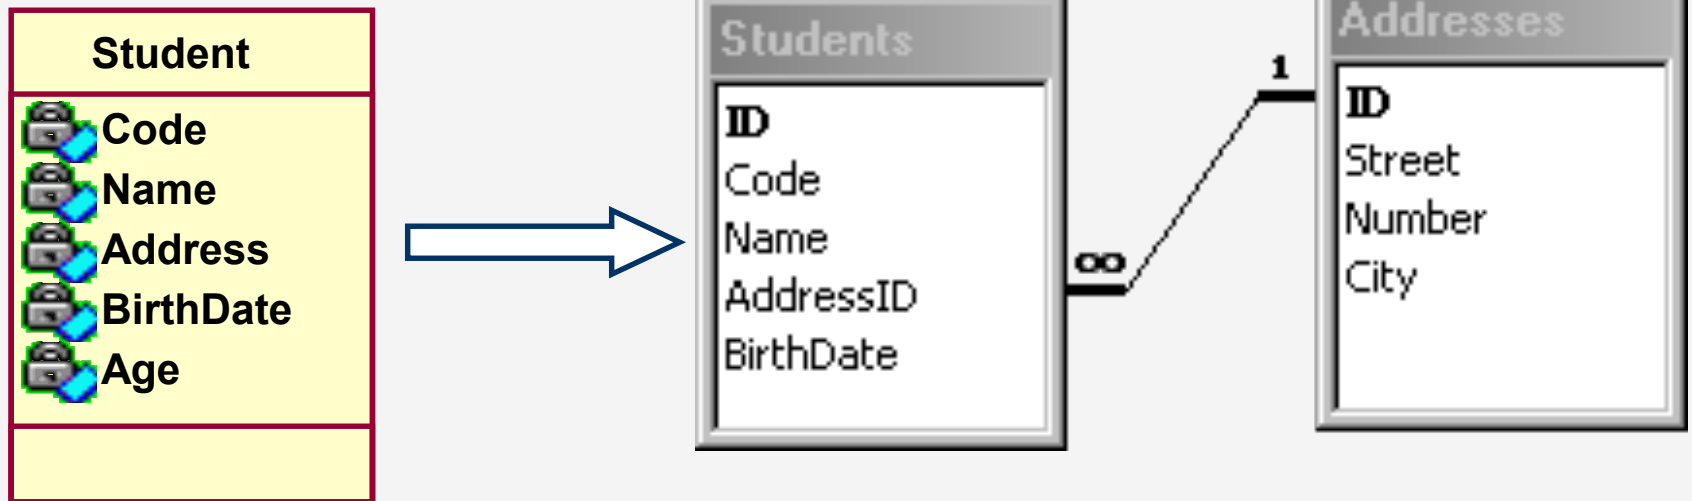 Student
Code
Name
Address
BirthDate
Age
Students
ID
Code
Name
AddressID
BirthDate
∞
1
Addresses
ID
Street
Number
City